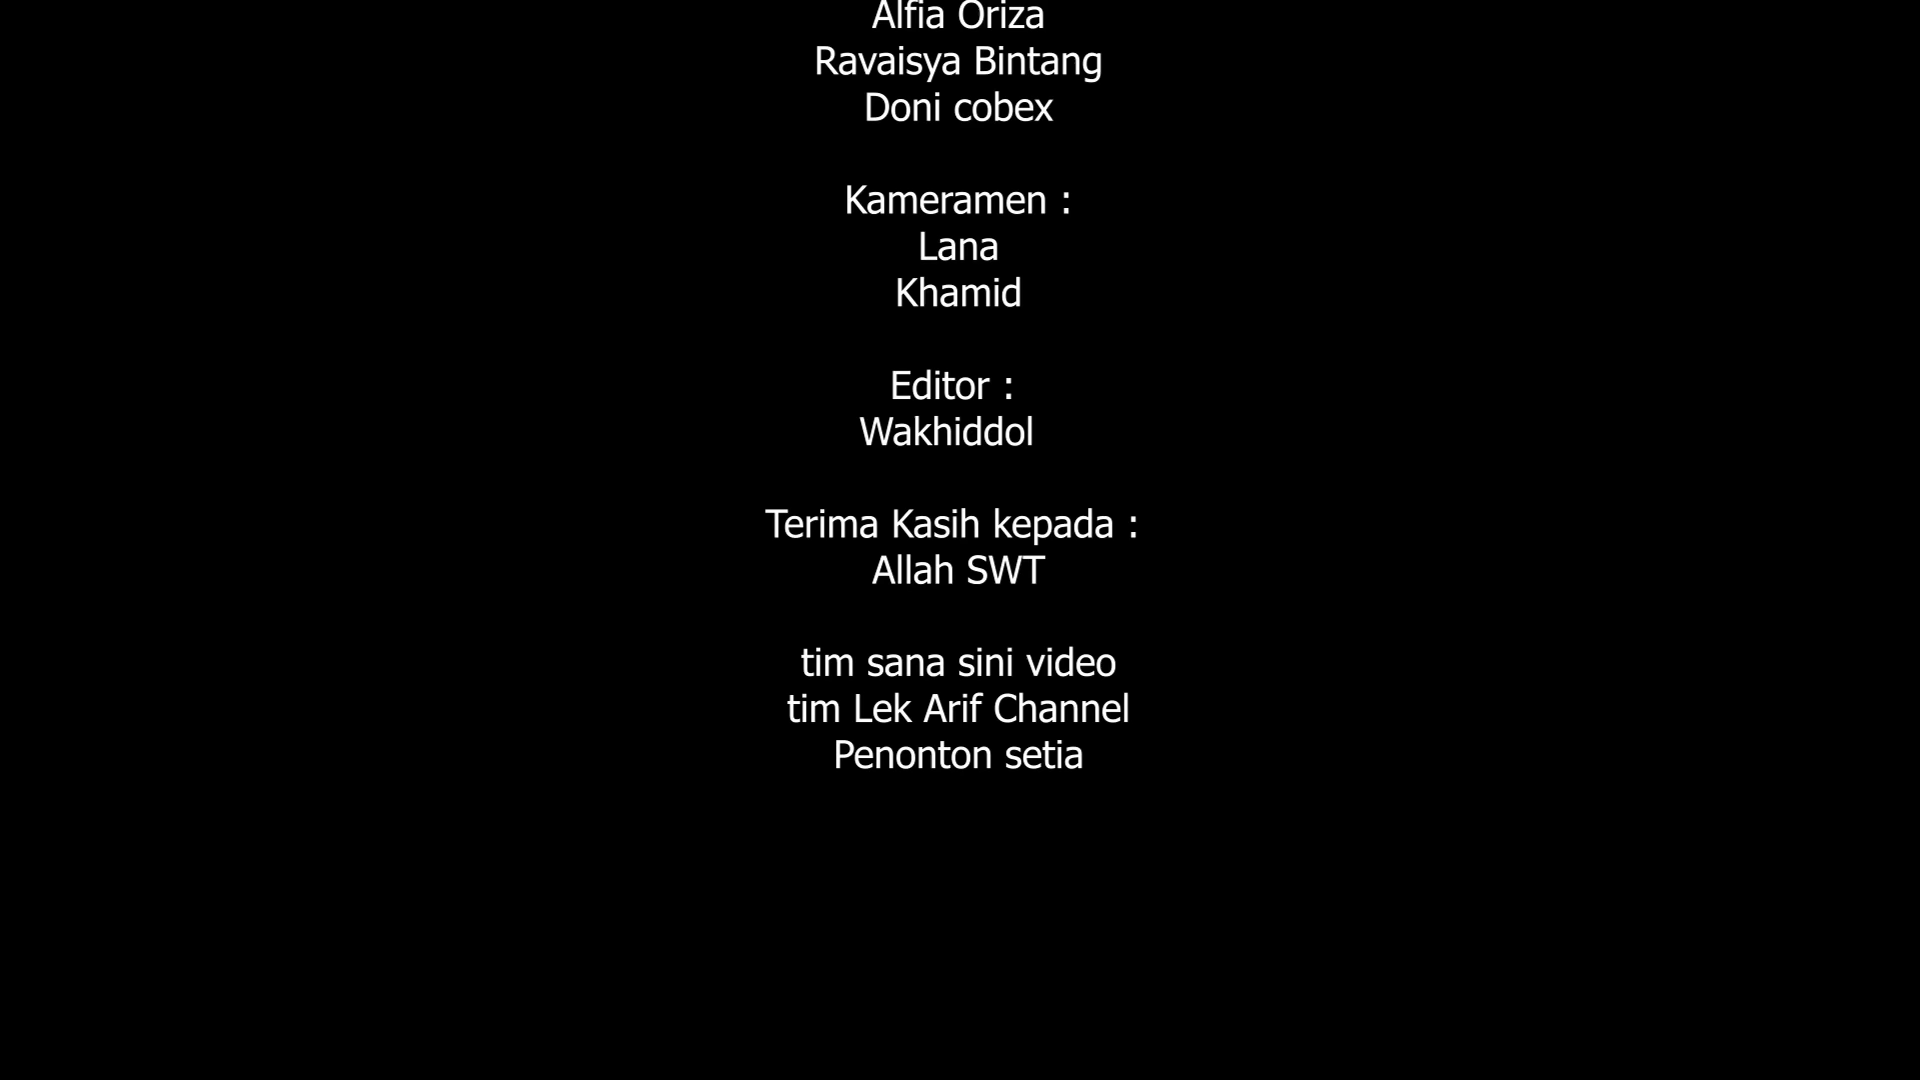 Alfia Oriza
Ravaisya Bintang
Doni cobex
Kameramen :
Lana
Khamid
Editor :
Wakhiddol
Terima Kasih kepada :
Allah SWT
tim sana sini video
tim Lek Arif Channel
Penonton setia